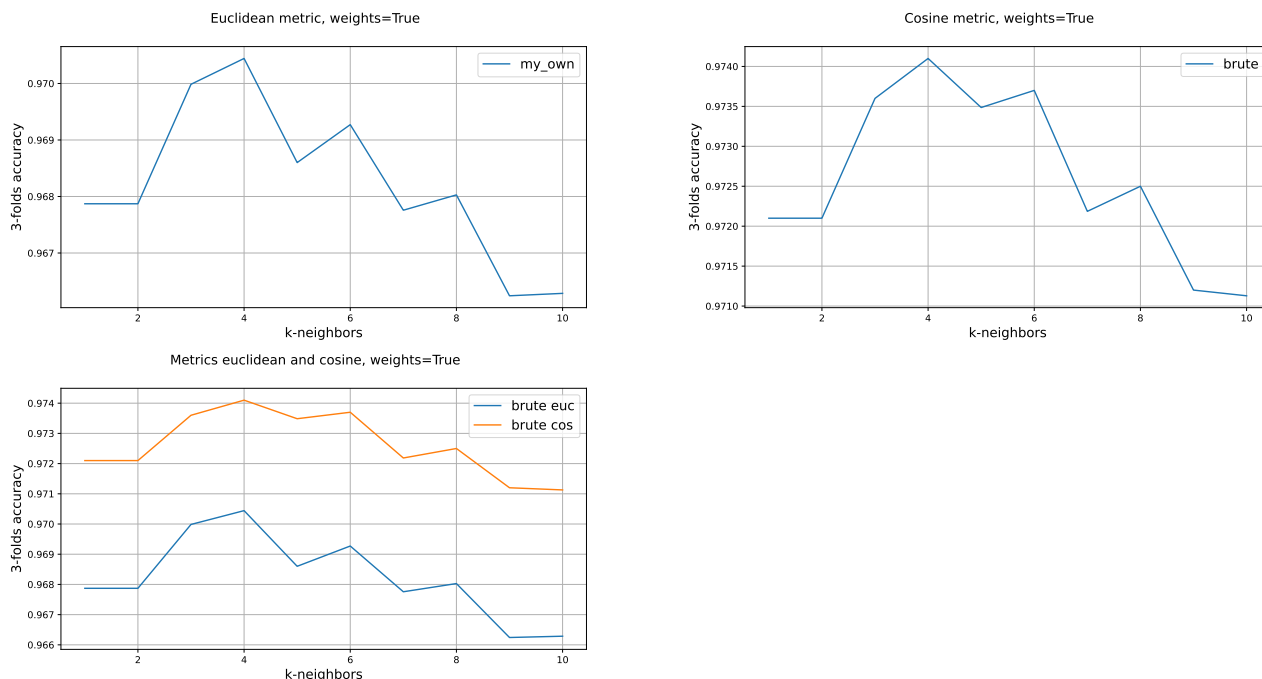 Euclidean metric, weights=True
my_own
3-folds accuracy
0.970
0.969
0.968
0.967
2 4 6 8 10
k-neighbors
Cosine metric, weights=True
brute
3-folds accuracy
0.9740
0.9735
0.9730
0.9725
0.9720
0.9715
0.9710
2 4 6 8 10
k-neighbors
Metrics euclidean and cosine, weights=True
brute euc
brute cos
3-folds accuracy
0.974
0.973
0.972
0.971
0.970
0.969
0.968
0.967
0.966
2 4 6 8 10
k-neighbors